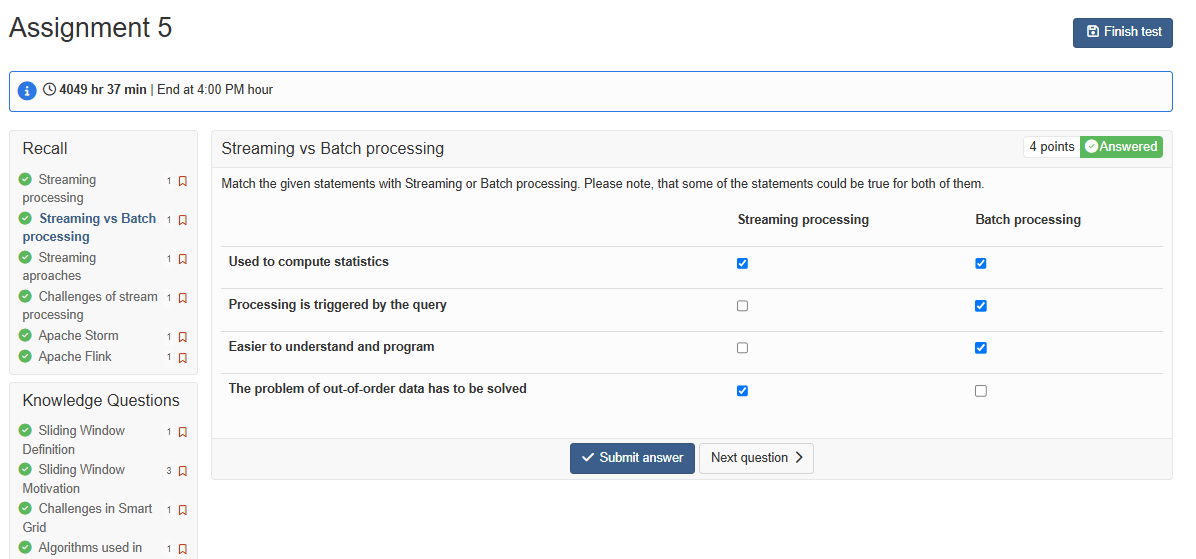 Assignment 5
Finish test
4049 hr 37 min | End at 4:00 PM hour
Recall
Streaming
processing
1
Streaming vs Batch
processing
1
Streaming
aproaches
1
Challenges of stream
processing
1
Apache Storm
1
Apache Flink
1
Knowledge Questions
Sliding Window
Definition
1
Sliding Window
Motivation
3
Challenges in Smart
Grid
1
Algorithms used in
1
Streaming vs Batch processing
4 points
Answered
Match the given statements with Streaming or Batch processing. Please note, that some of the statements could be true for both of them.
Streaming processing Batch processing
Used to compute statistics
Processing is triggered by the query
Easier to understand and program
The problem of out-of-order data has to be solved
Submit answer
Next question